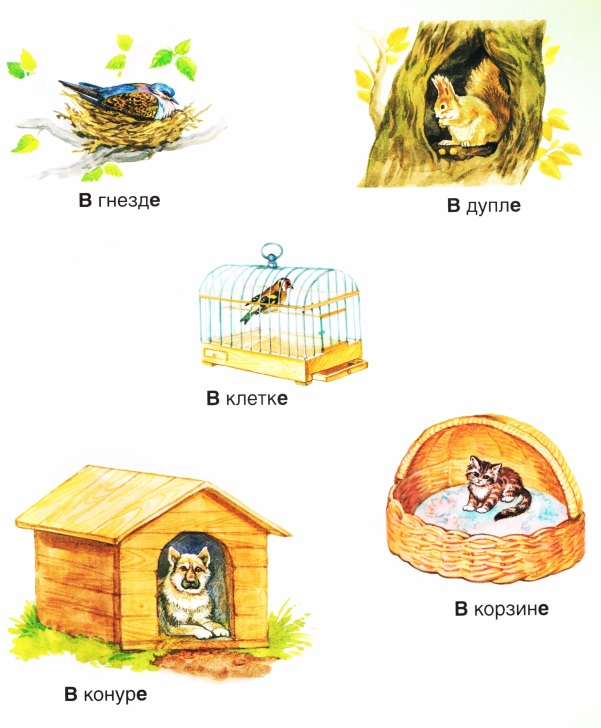 В гнезде
В дупле
В клетке
В корзине
В конуре